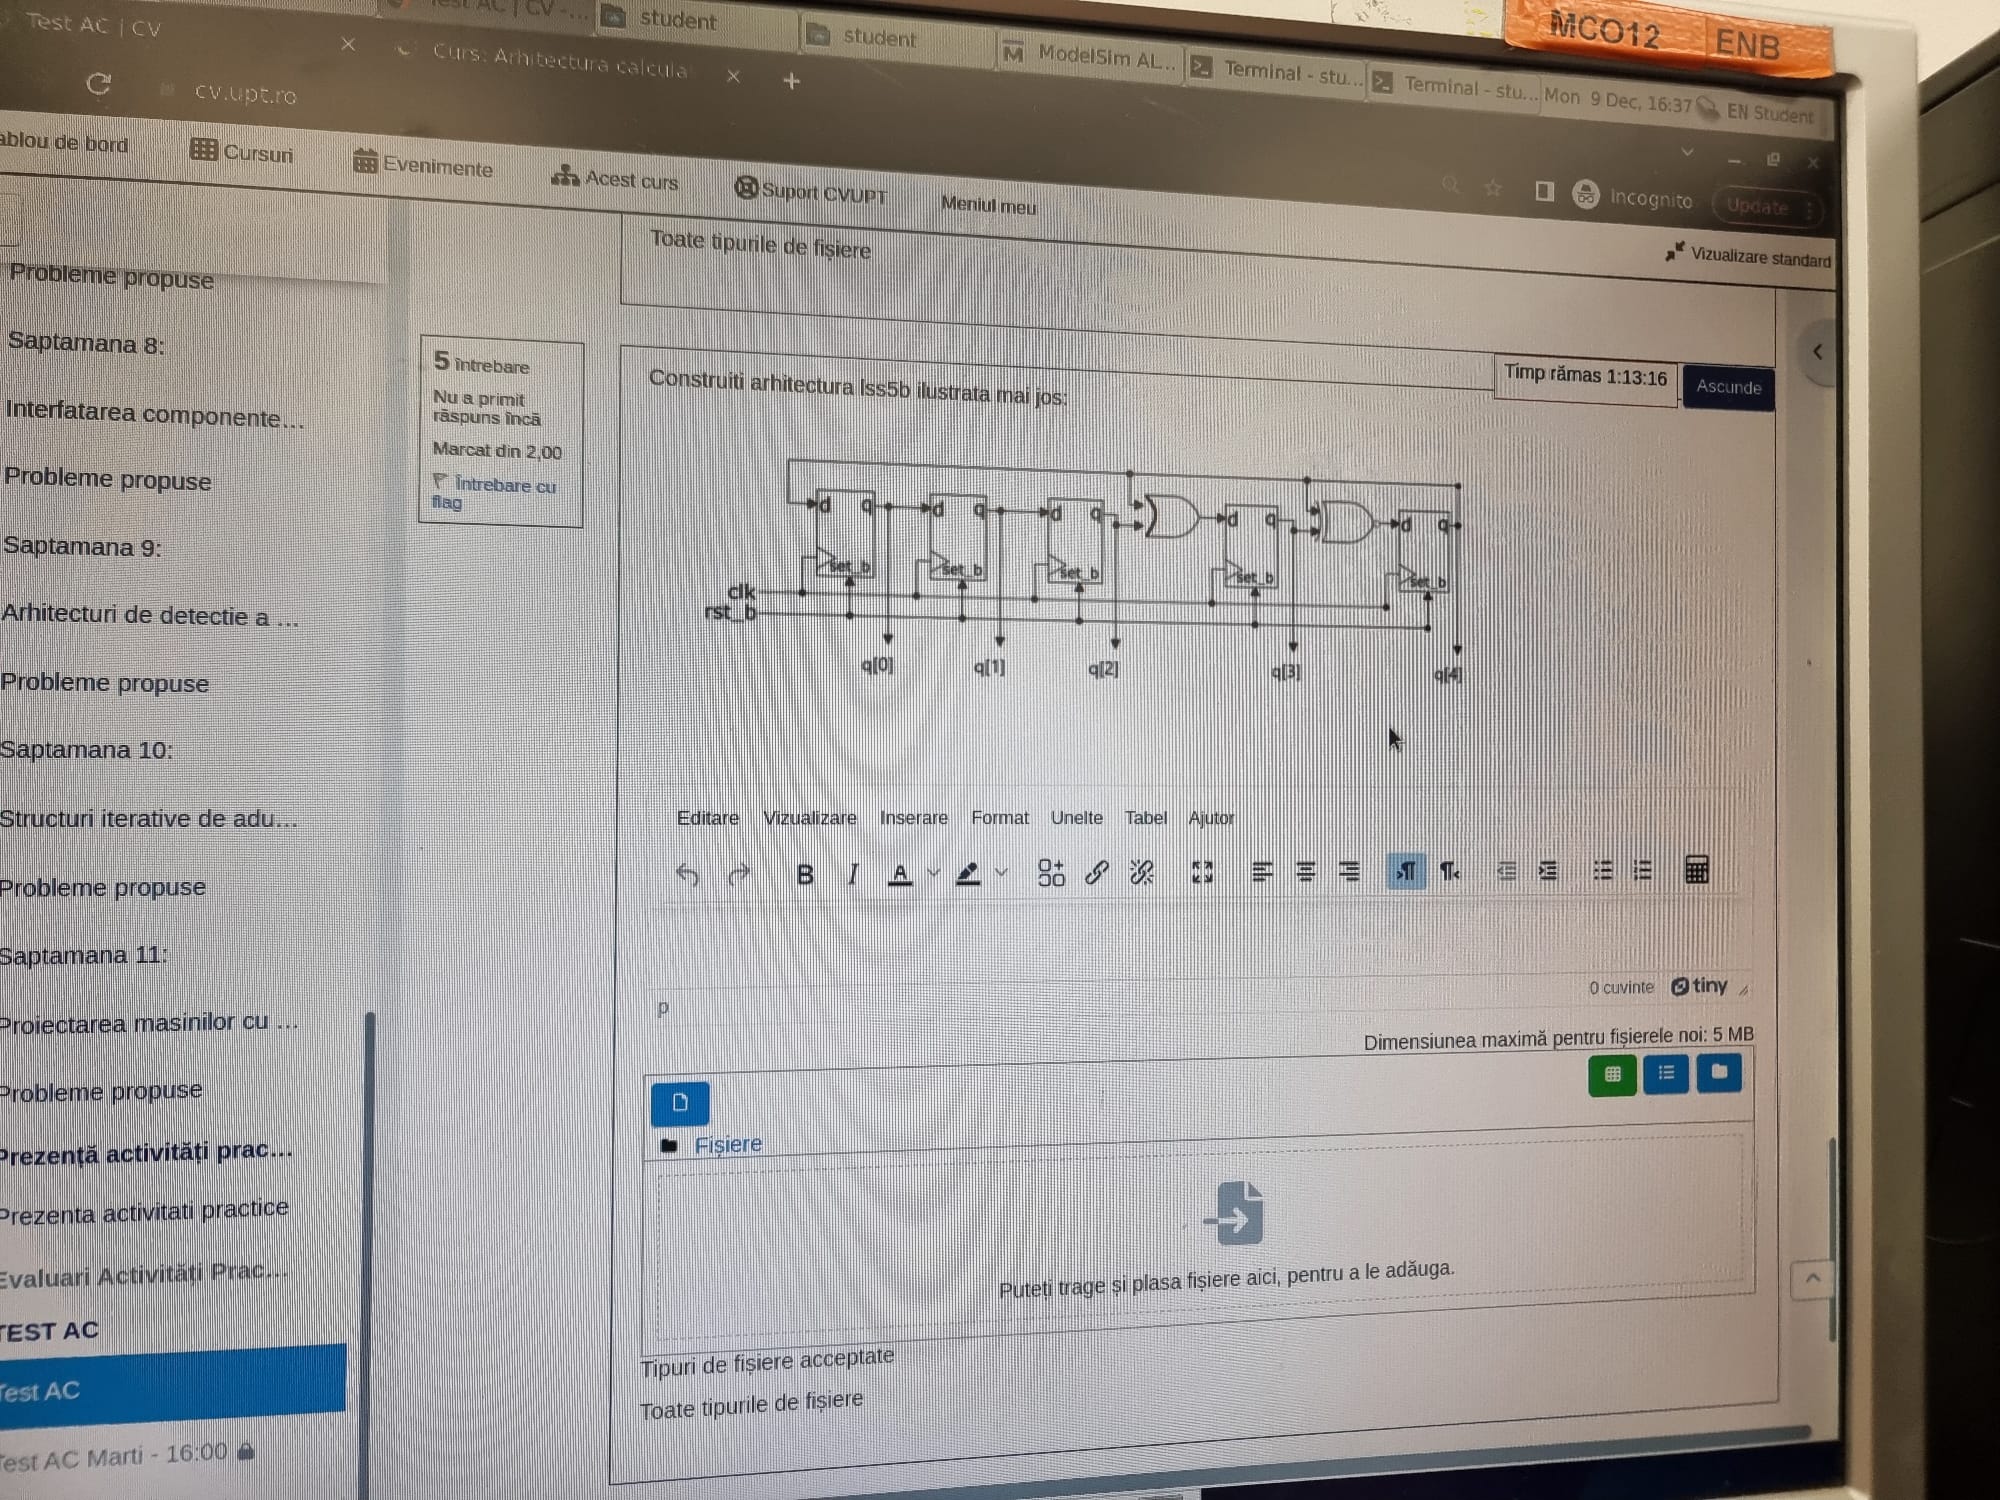 MCO12 ENB
Test AC | CV
student
student
ModelSim AL...
Terminal - stu...
Terminal - stu...
Mon 9 Dec, 16:37
EN Student
Curs: Arhitectura calcula
cv.upt.ro
Incognito
Update
ablou de bord
Cursuri
Evenimente
Acest curs
Suport CVUPT
Meniul meu
Vizualizare standard
Toate tipurile de fișiere
Probleme propuse
Saptamana 8:
Interfatarea componente...
Probleme propuse
Saptamana 9:
Arhitecturi de detectie a ...
Probleme propuse
Saptamana 10:
Structuri iterative de adu...
Probleme propuse
Saptamana 11:
Proiectarea masinilor cu ...
Probleme propuse
Prezență activități prac...
Prezenta activitati practice
Evaluari Activități Prac...
TEST AC
Test AC
Test AC Marti - 16:00
5 întrebare
Nu a primit
răspuns încă
Marcat din 2,00
Întrebare cu
flag
Timp rămas 1:13:16
Ascunde
Construiti arhitectura lss5b ilustrata mai jos:
d q d q d q d q d q
set_b set_b set_b set_b set_b
clk
rst_b
q[0] q[1] q[2] q[3] q[4]
Editare Vizualizare Inserare Format Unelte Tabel Ajutor
B I A
p
0 cuvinte
tiny
Dimensiunea maximă pentru fișierele noi: 5 MB
Fișiere
Puteți trage și plasa fișiere aici, pentru a le adăuga.
Tipuri de fișiere acceptate
Toate tipurile de fișiere